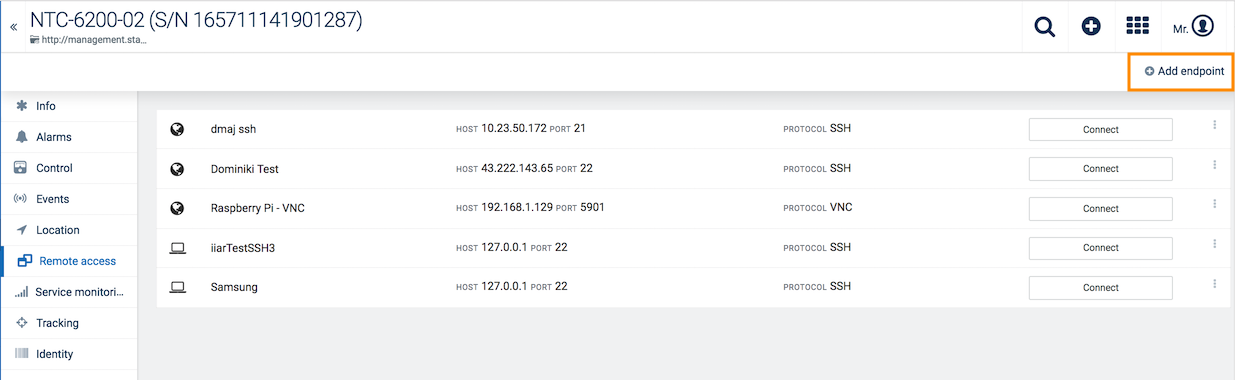 « NTC-6200-02 (S/N 165711141901287)
http://management.sta...
Mr.
Add endpoint
Info
Alarms
Control
Events
Location
Remote access
Service monitori...
Tracking
Identity
dmaj ssh HOST 10.23.50.172 PORT 21 PROTOCOL SSH Connect
Dominiki Test HOST 43.222.143.65 PORT 22 PROTOCOL SSH Connect
Raspberry Pi - VNC HOST 192.168.1.129 PORT 5901 PROTOCOL VNC Connect
iiarTestSSH3 HOST 127.0.0.1 PORT 22 PROTOCOL SSH Connect
Samsung HOST 127.0.0.1 PORT 22 PROTOCOL SSH Connect